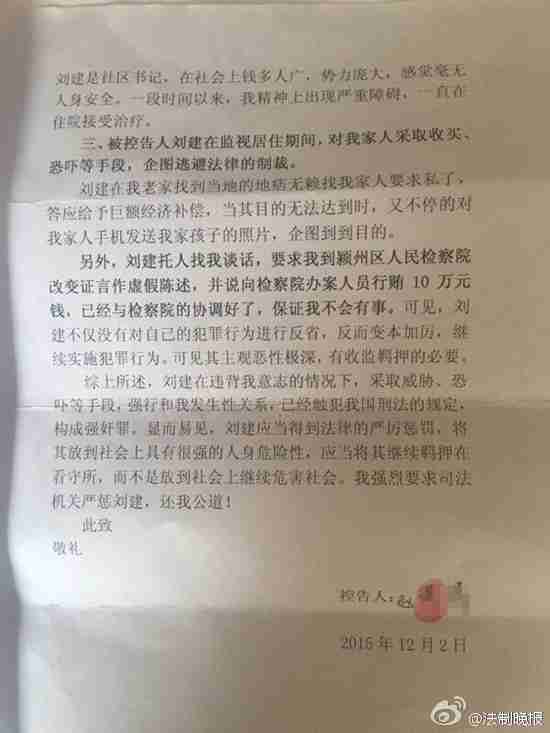 刘建是社区书记，在社会上钱多人广，势力庞大，感觉毫无
人身安全。一段时间以来，我精神上出现严重障碍，一直在
住院接受治疗。
三、被控告人刘建在监视居住期间，对我家人采取收买、
恐吓等手段，企图逃避法律的制裁。
刘建在我老家找到当地的地痞无赖找我家人要求私了，
答应给予巨额经济补偿，当其目的无法达到时，又不停的对
我家人手机发送我家孩子的照片，企图到到目的。
另外，刘建托人找我谈话，要求我到颍州区人民检察院
改变证言作虚假陈述，并说向检察院办案人员行贿 10 万元
钱，已经与检察院的协调好了，保证我不会有事。可见，刘
建不仅没有对自己的犯罪行为进行反省，反而变本加厉，继
续实施犯罪行为。可见其主观恶性极深，有收监羁押的必要。
综上所述，刘建在违背我意志的情况下，采取威胁、恐
吓等手段，强行和我发生性关系，已经触犯我国刑法的规定，
构成强奸罪。显而易见，刘建应当得到法律的严厉惩罚，将
其放到社会上具有很强的人身危险性，应当将其继续羁押在
看守所，而不是放到社会上继续危害社会。我强烈要求司法
机关严惩刘建，还我公道！
此致
敬礼
控告人：
2015 年 12 月 2 日
@法制晚报